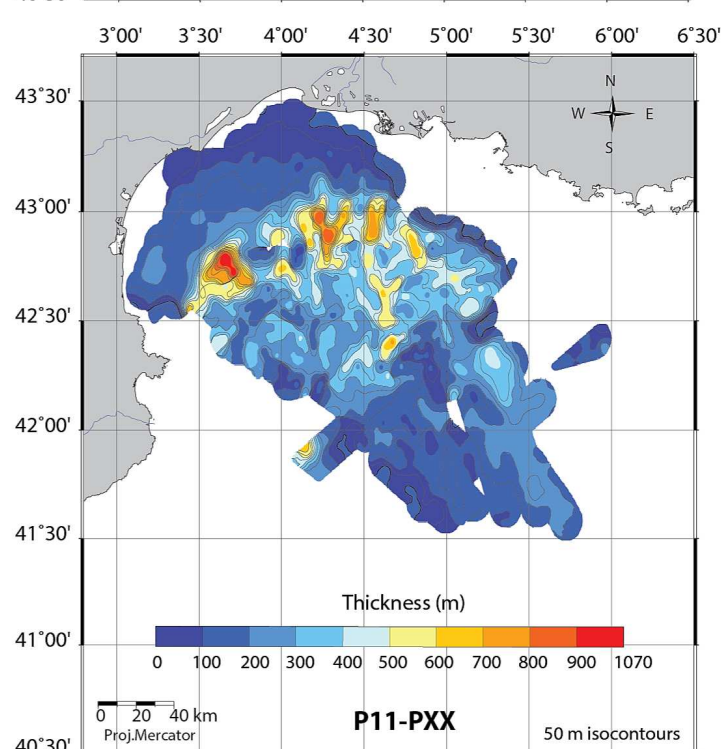 3°00' 3°30' 4°00' 4°30' 5°00' 5°30' 6°00' 6°30'
43°30'
N
W E
S
43°00'
42°30'
42°00'
41°30'
Thickness (m)
41°00'
0 100 200 300 400 500 600 700 800 900 1070
0 20 40 km
Proj.Mercator
P11-PXX
50 m isocontours
40°30'